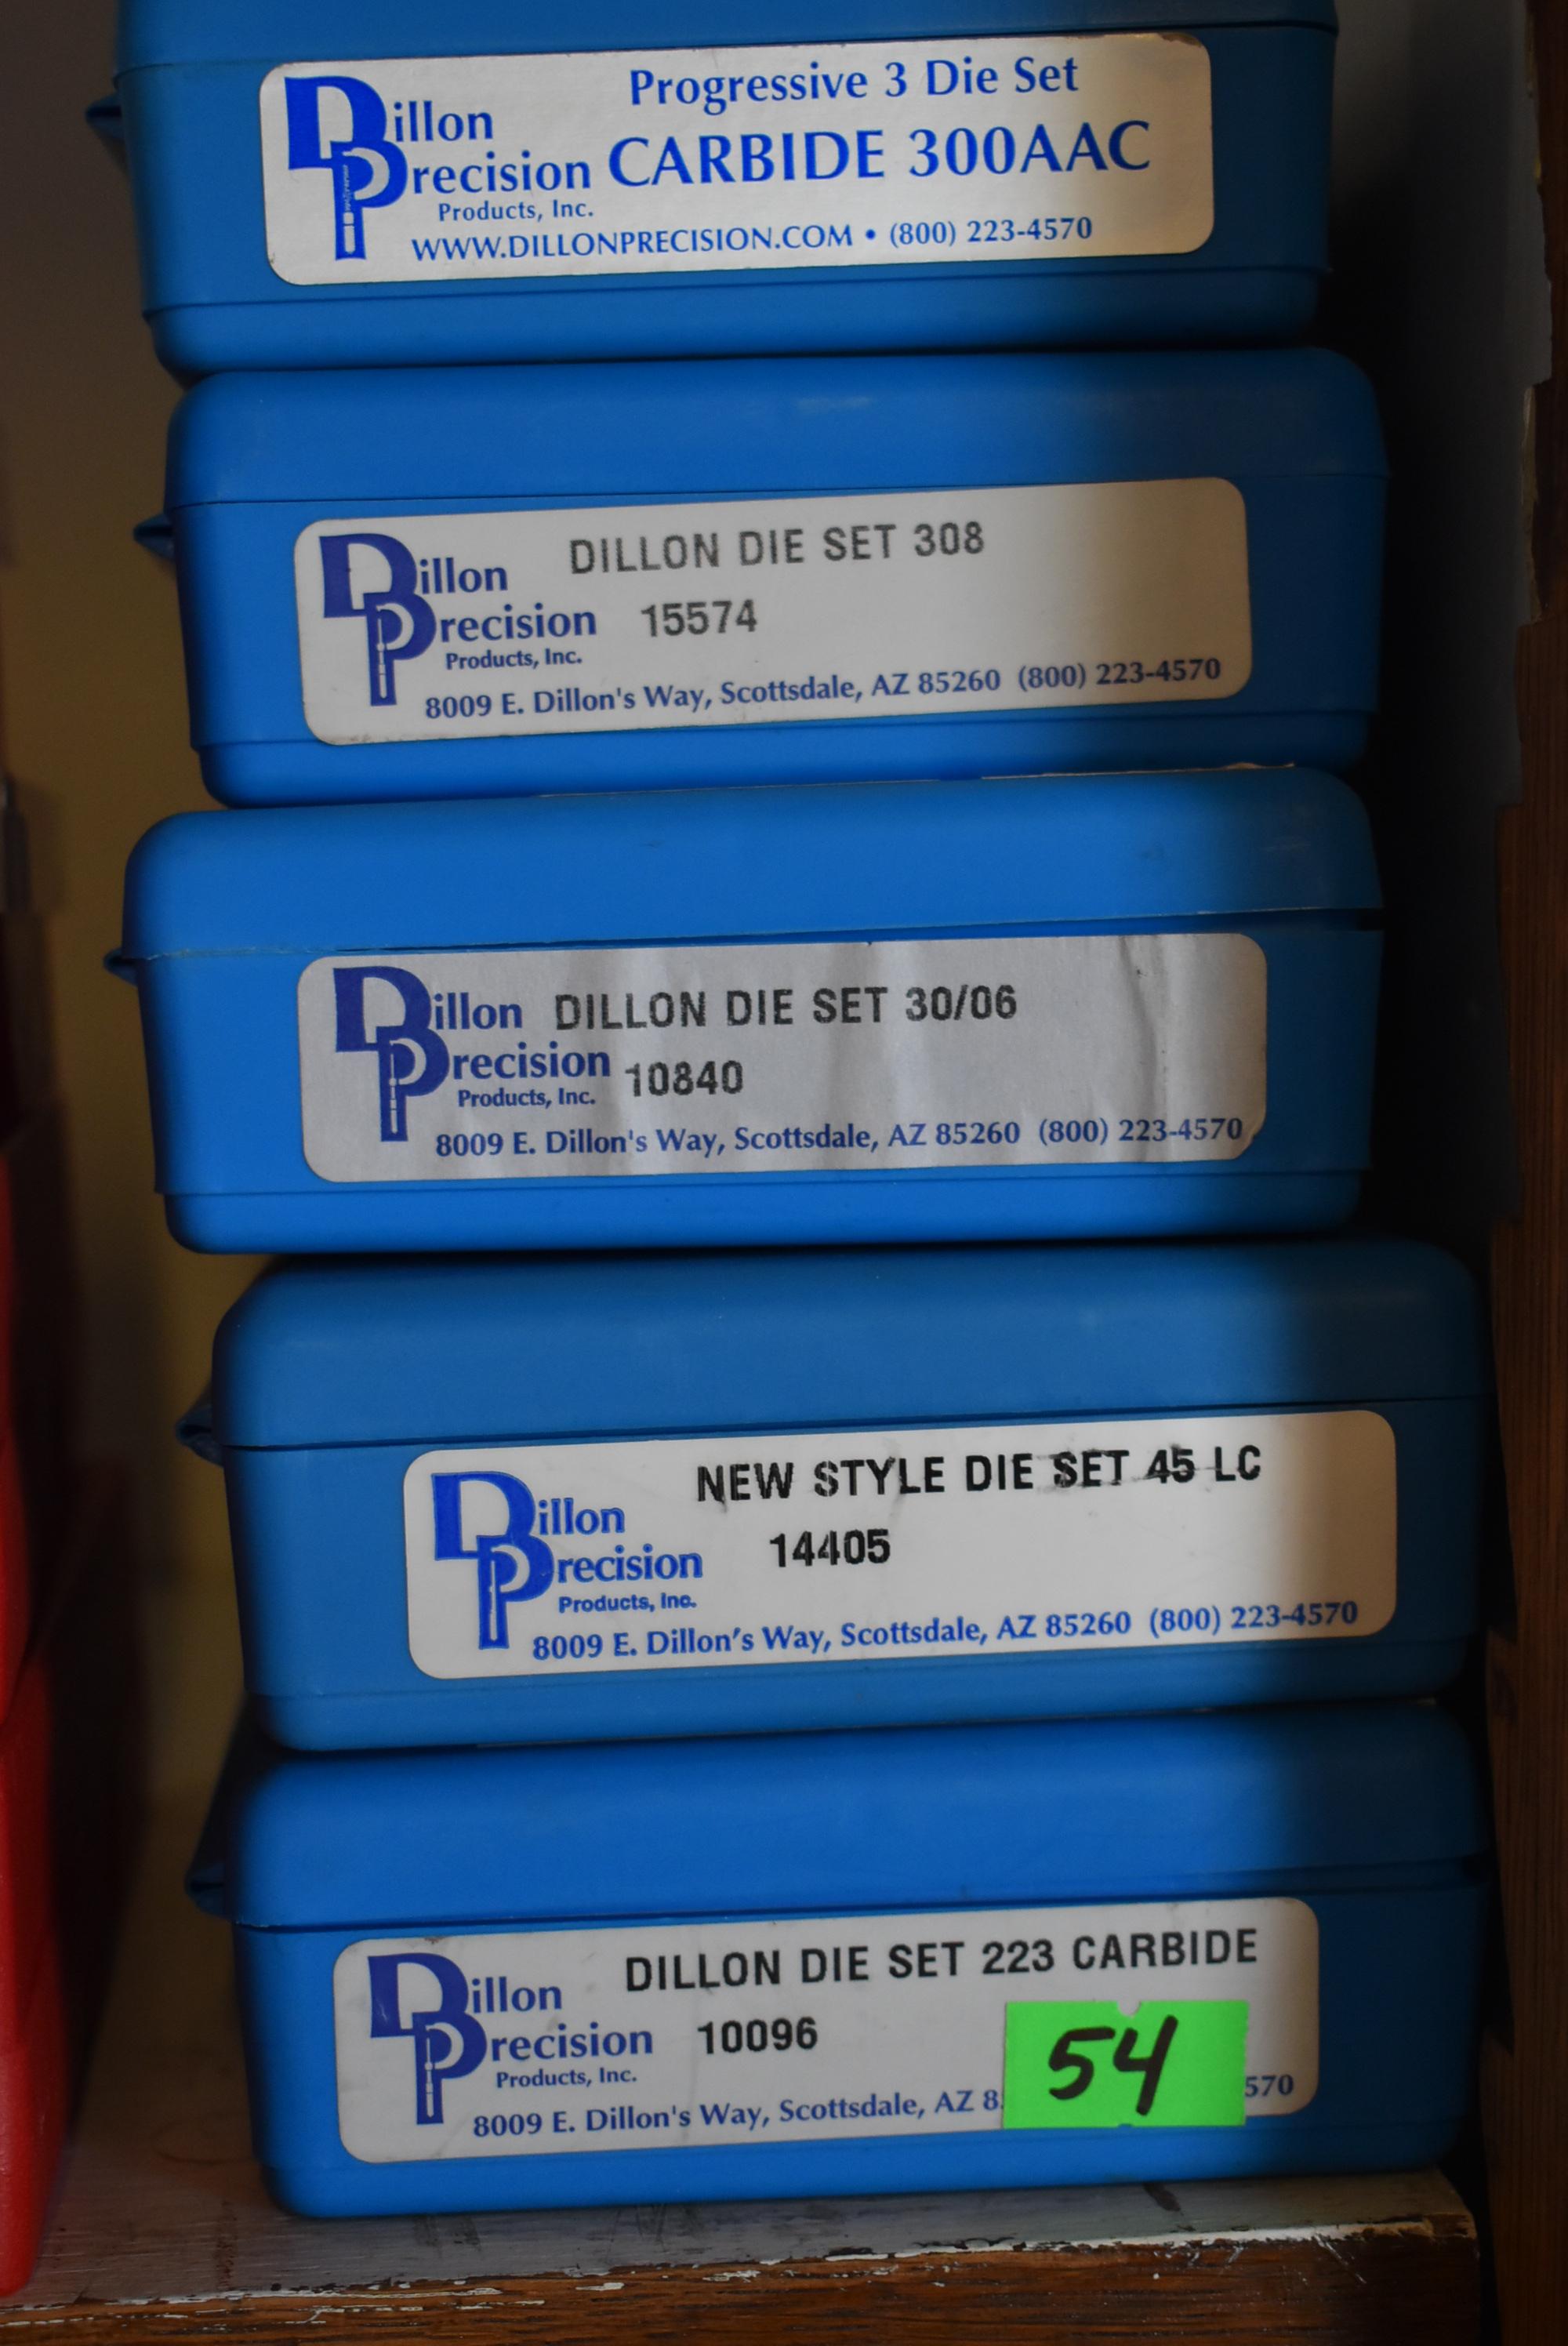 Progressive 3 Die Set
Dillon
Precision CARBIDE 300AAC
Products, Inc.
WWW.DILLONPRECISION.COM • (800) 223-4570
DILLON DIE SET 308
Dillon
Precision 15574
Products, Inc.
8009 E. Dillon's Way, Scottsdale, AZ 85260 (800) 223-4570
Dillon DILLON DIE SET 30/06
Precision 10840
Products, Inc.
8009 E. Dillon's Way, Scottsdale, AZ 85260 (800) 223-4570
NEW STYLE DIE SET 45 LC
Dillon
Precision 14405
Products, Inc.
8009 E. Dillon's Way, Scottsdale, AZ 85260 (800) 223-4570
DILLON DIE SET 223 CARBIDE
Dillon
Precision 10096
Products, Inc.
54
8009 E. Dillon's Way, Scottsdale, AZ 8 570